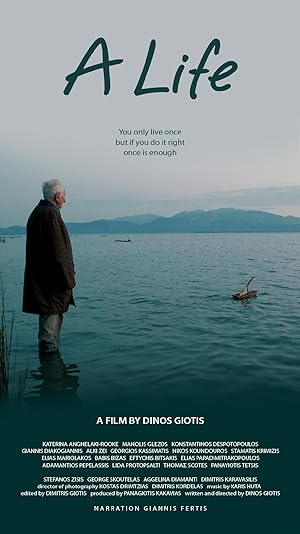 A Life
You only live once
but if you do it right
once is enough
A FILM BY DINOS GIOTIS
KATERINA ANGHELAKI-ROOKE MANOLIS GLEZOS KONSTANTINOS DESPOTOPOULOS
GIANNIS DIAKOGIANNIS ALKI ZEI GEORGIOS KASSIMATIS NIKOS KOUNDOUROS STAMATIS KRIMIZIS
ELIAS MARIOLAKOS BABIS BIZAS EFTYCHIS BITSAKIS ELIAS PAPADIMITRAKOPOULOS
ADAMANTIOS PEPELASSIS LIDA PROTOPSALTI THOMAS SCOTES PANAYIOTIS TETSIS
STEFANOS ZISIS GEORGE SKOUTELAS AGGELINA DIAMANTI DIMITRIS KARAVASILIS
director of photography KOSTAS DRIMTZIAS DIMITRIS KORDELAS music by KARIS HUTA
edited by DIMITRIS GIOTIS produced by PANAGIOTIS KAKAVIAS written and directed by DINOS GIOTIS
NARRATION GIANNIS FERTIS